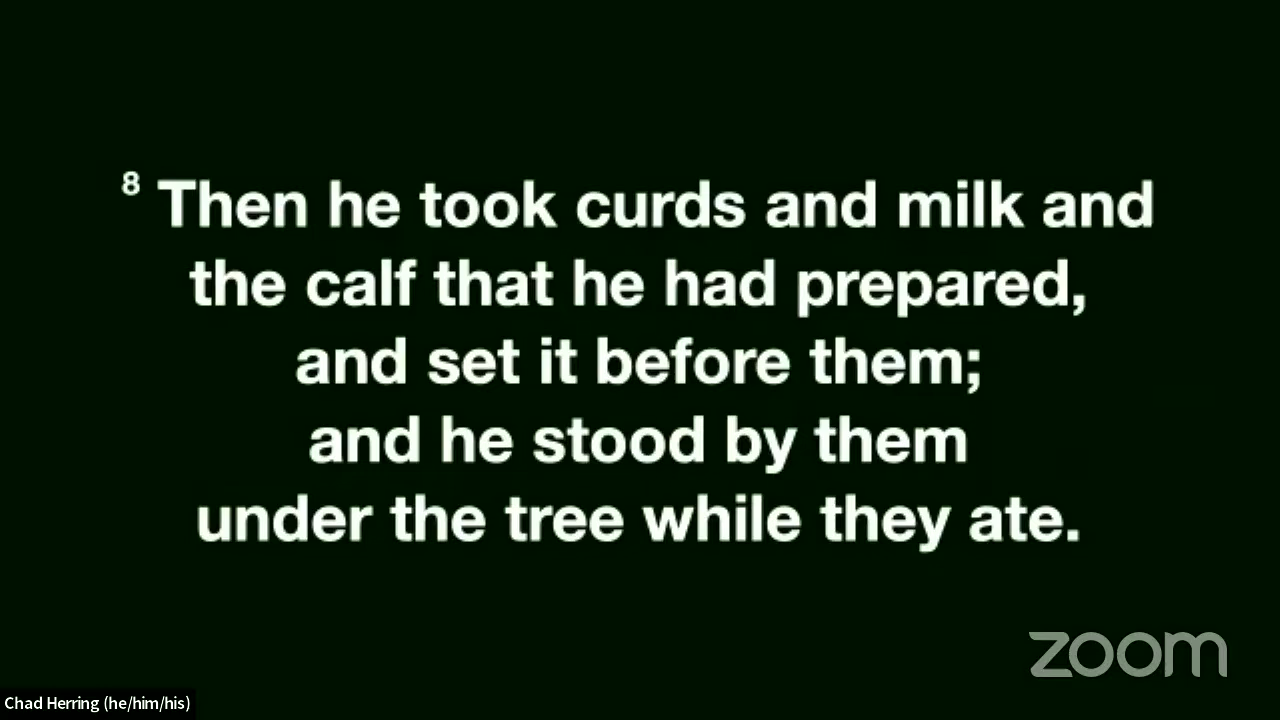 8 Then he took curds and milk and
the calf that he had prepared,
and set it before them;
and he stood by them
under the tree while they ate.
zoom
Chad Herring (he/him/his)